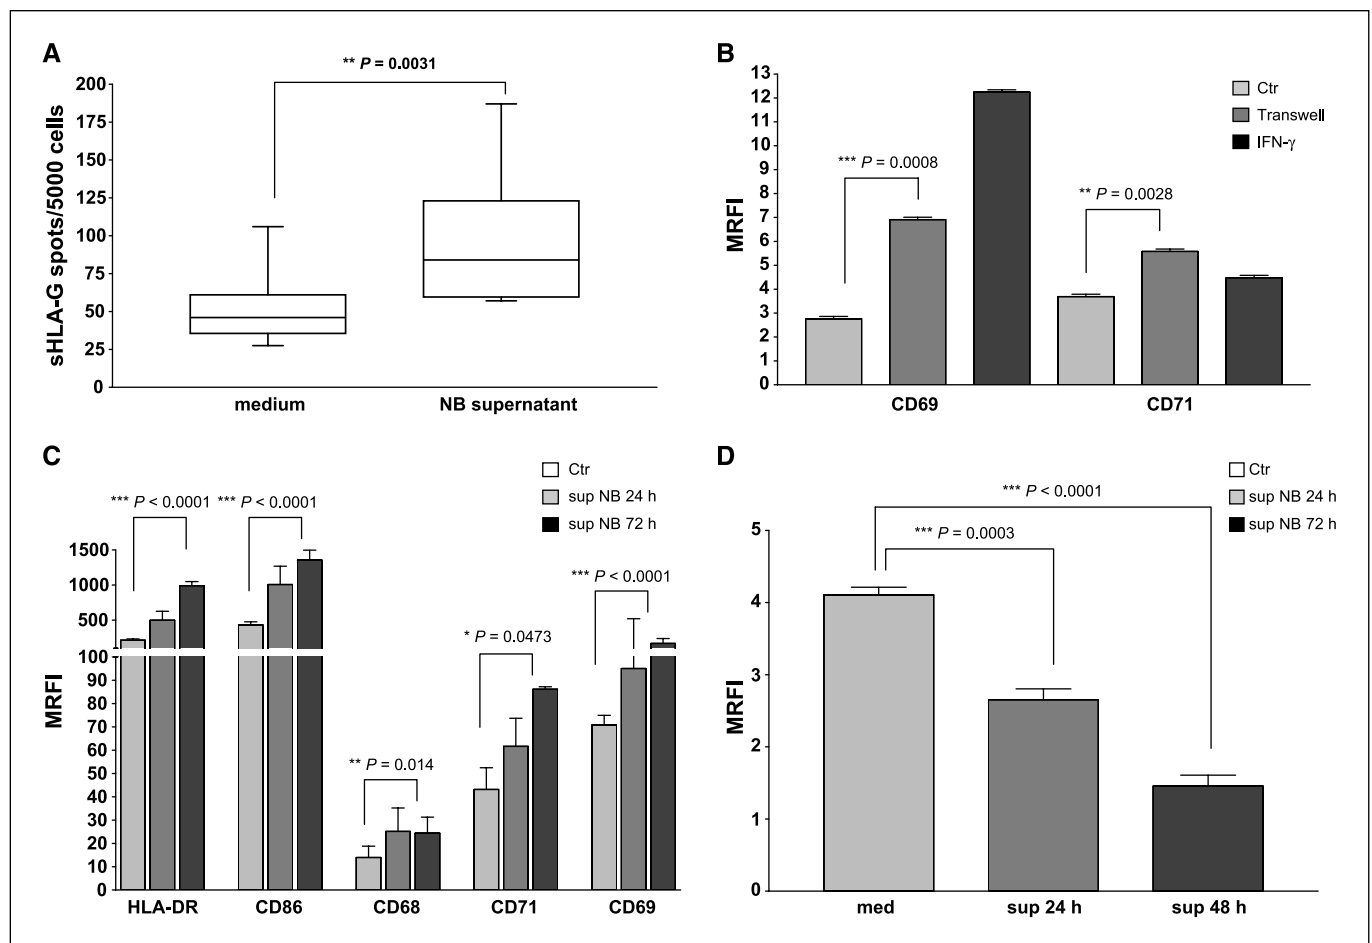 A
** P = 0.0031
sHLA-G spots/5000 cells
200
175
150
125
100
75
50
25
0
medium NB supernatant
B
Ctr
Transwell
IFN-γ
*** P = 0.0008
** P = 0.0028
MRFI
13
12
11
10
9
8
7
6
5
4
3
2
1
0
CD69 CD71
C
Ctr
sup NB 24 h
sup NB 72 h
*** P < 0.0001 *** P < 0.0001
*** P < 0.0001
* P = 0.0473
** P = 0.014
MRFI
1500
1000
500
100
90
80
70
60
50
40
30
20
10
0
HLA-DR CD86 CD68 CD71 CD69
D
Ctr
sup NB 24 h
sup NB 72 h
*** P < 0.0001
*** P = 0.0003
MRFI
5
4
3
2
1
0
med sup 24 h sup 48 h